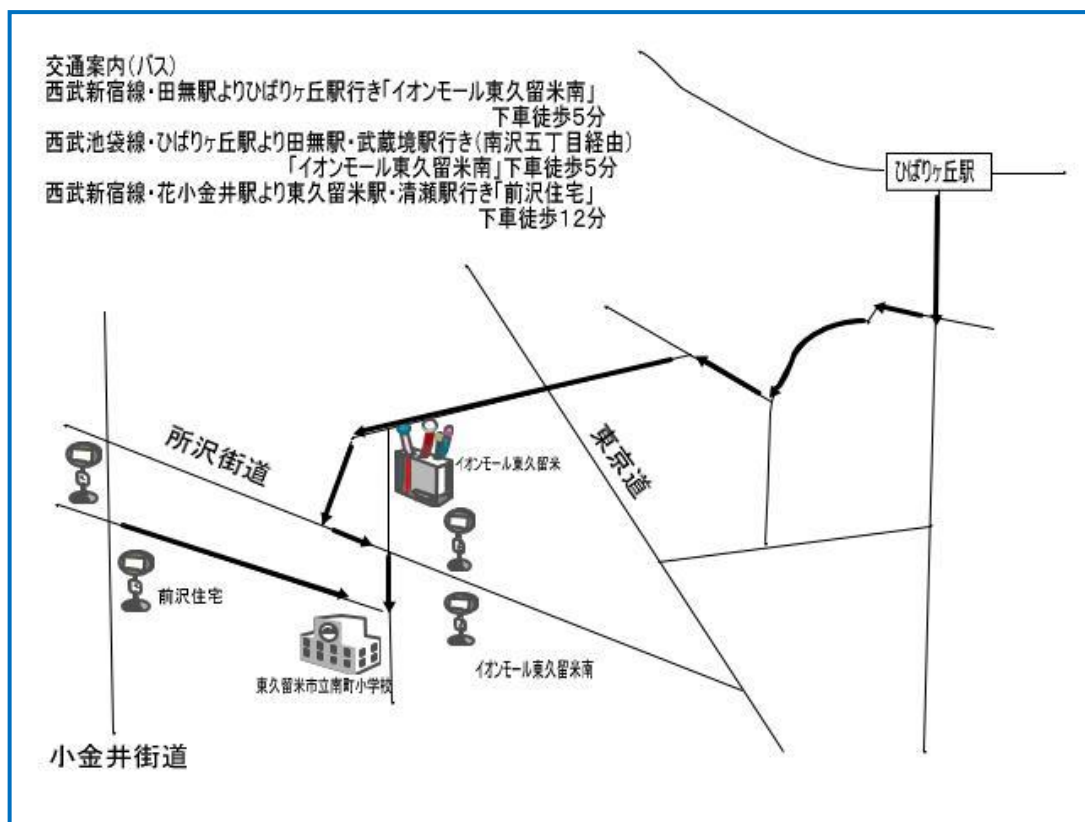 交通案内(バス)
西武新宿線・田無駅よりひばりヶ丘駅行き「イオンモール東久留米南」
下車徒歩5分
西武池袋線・ひばりヶ丘駅より田無駅・武蔵境駅行き(南沢五丁目経由)
「イオンモール東久留米南」下車徒歩5分
西武新宿線・花小金井駅より東久留米駅・清瀬駅行き「前沢住宅」
下車徒歩12分
ひばりヶ丘駅
所沢街道
イオンモール東久留米
東京道
前沢住宅
東久留米市立南町小学校
イオンモール東久留米南
小金井街道